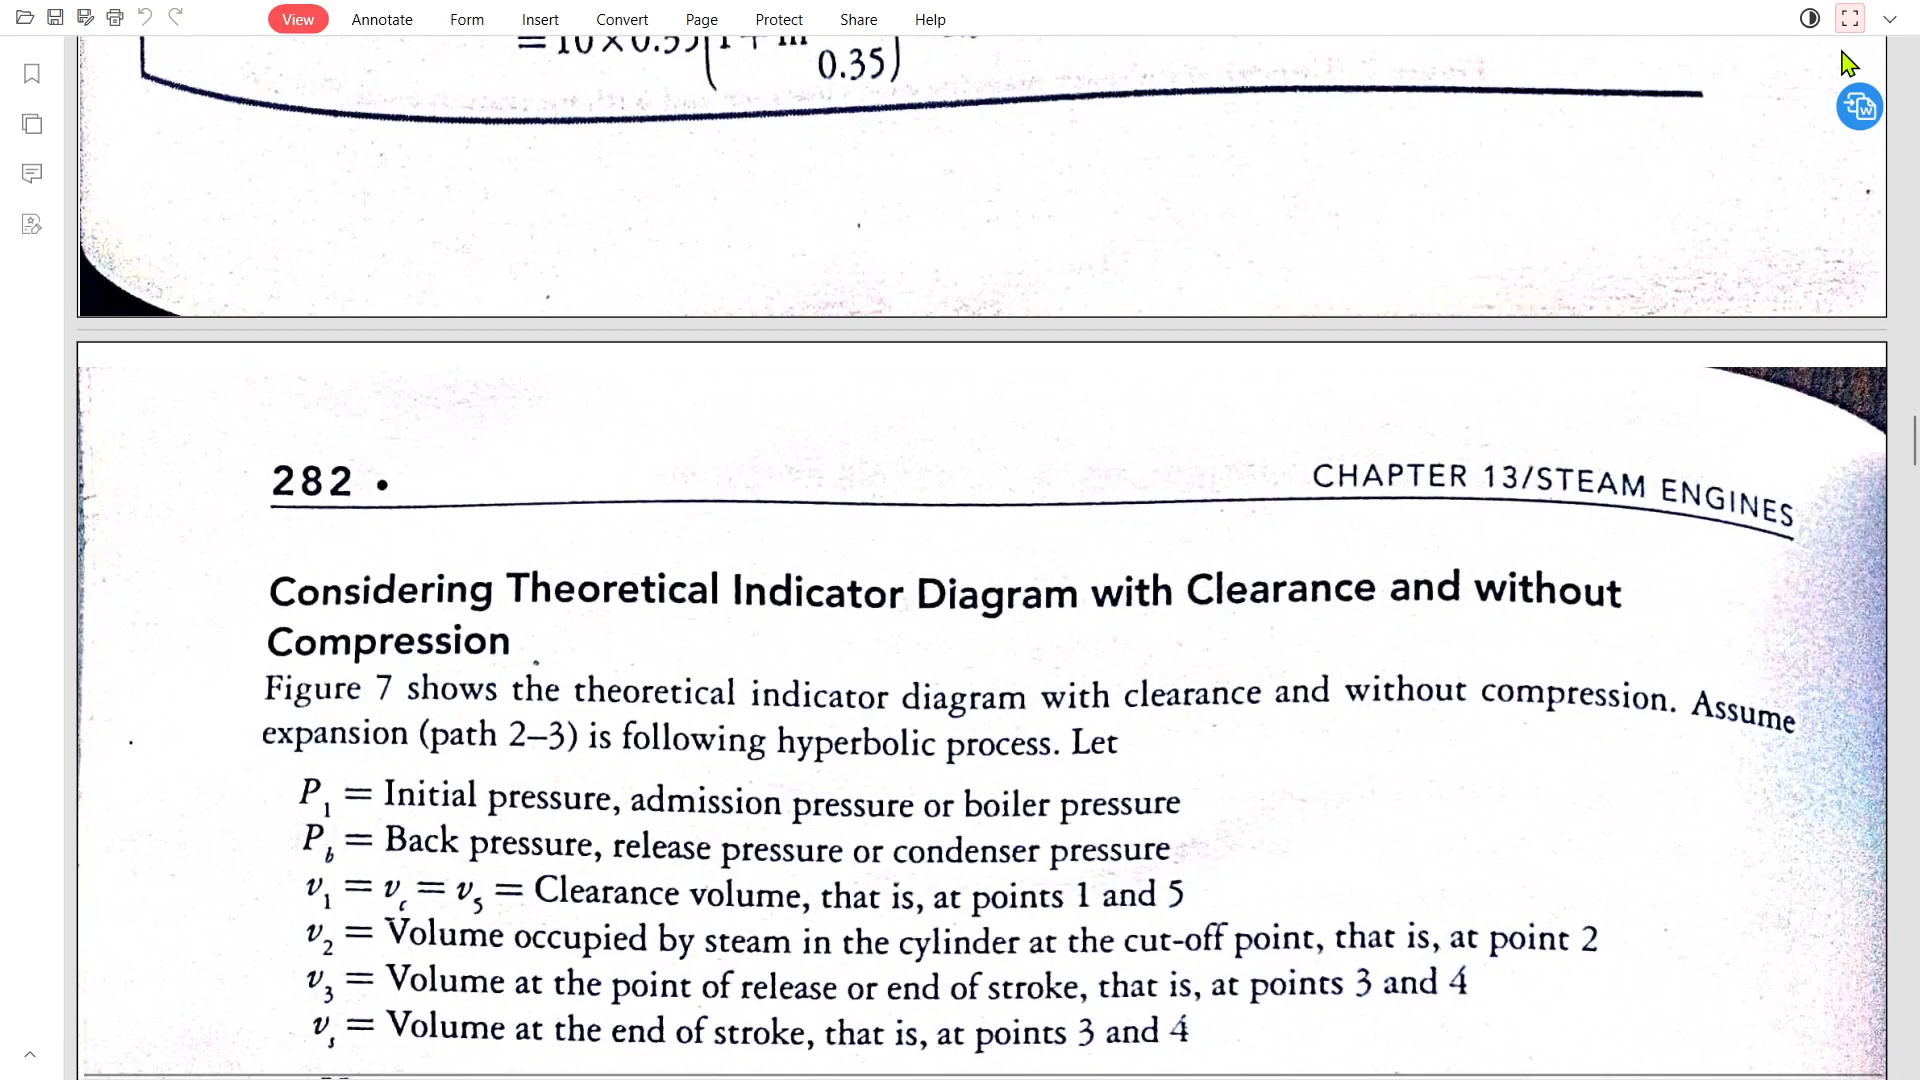 View Annotate Form Insert Convert Page Protect Share Help
0.35)
282 •
CHAPTER 13/STEAM ENGINES
Considering Theoretical Indicator Diagram with Clearance and without
Compression
Figure 7 shows the theoretical indicator diagram with clearance and without compression. Assume
expansion (path 2–3) is following hyperbolic process. Let
P₁ = Initial pressure, admission pressure or boiler pressure
P_b = Back pressure, release pressure or condenser pressure
v₁ = v_c = v₅ = Clearance volume, that is, at points 1 and 5
v₂ = Volume occupied by steam in the cylinder at the cut-off point, that is, at point 2
v₃ = Volume at the point of release or end of stroke, that is, at points 3 and 4
v_s = Volume at the end of stroke, that is, at points 3 and 4